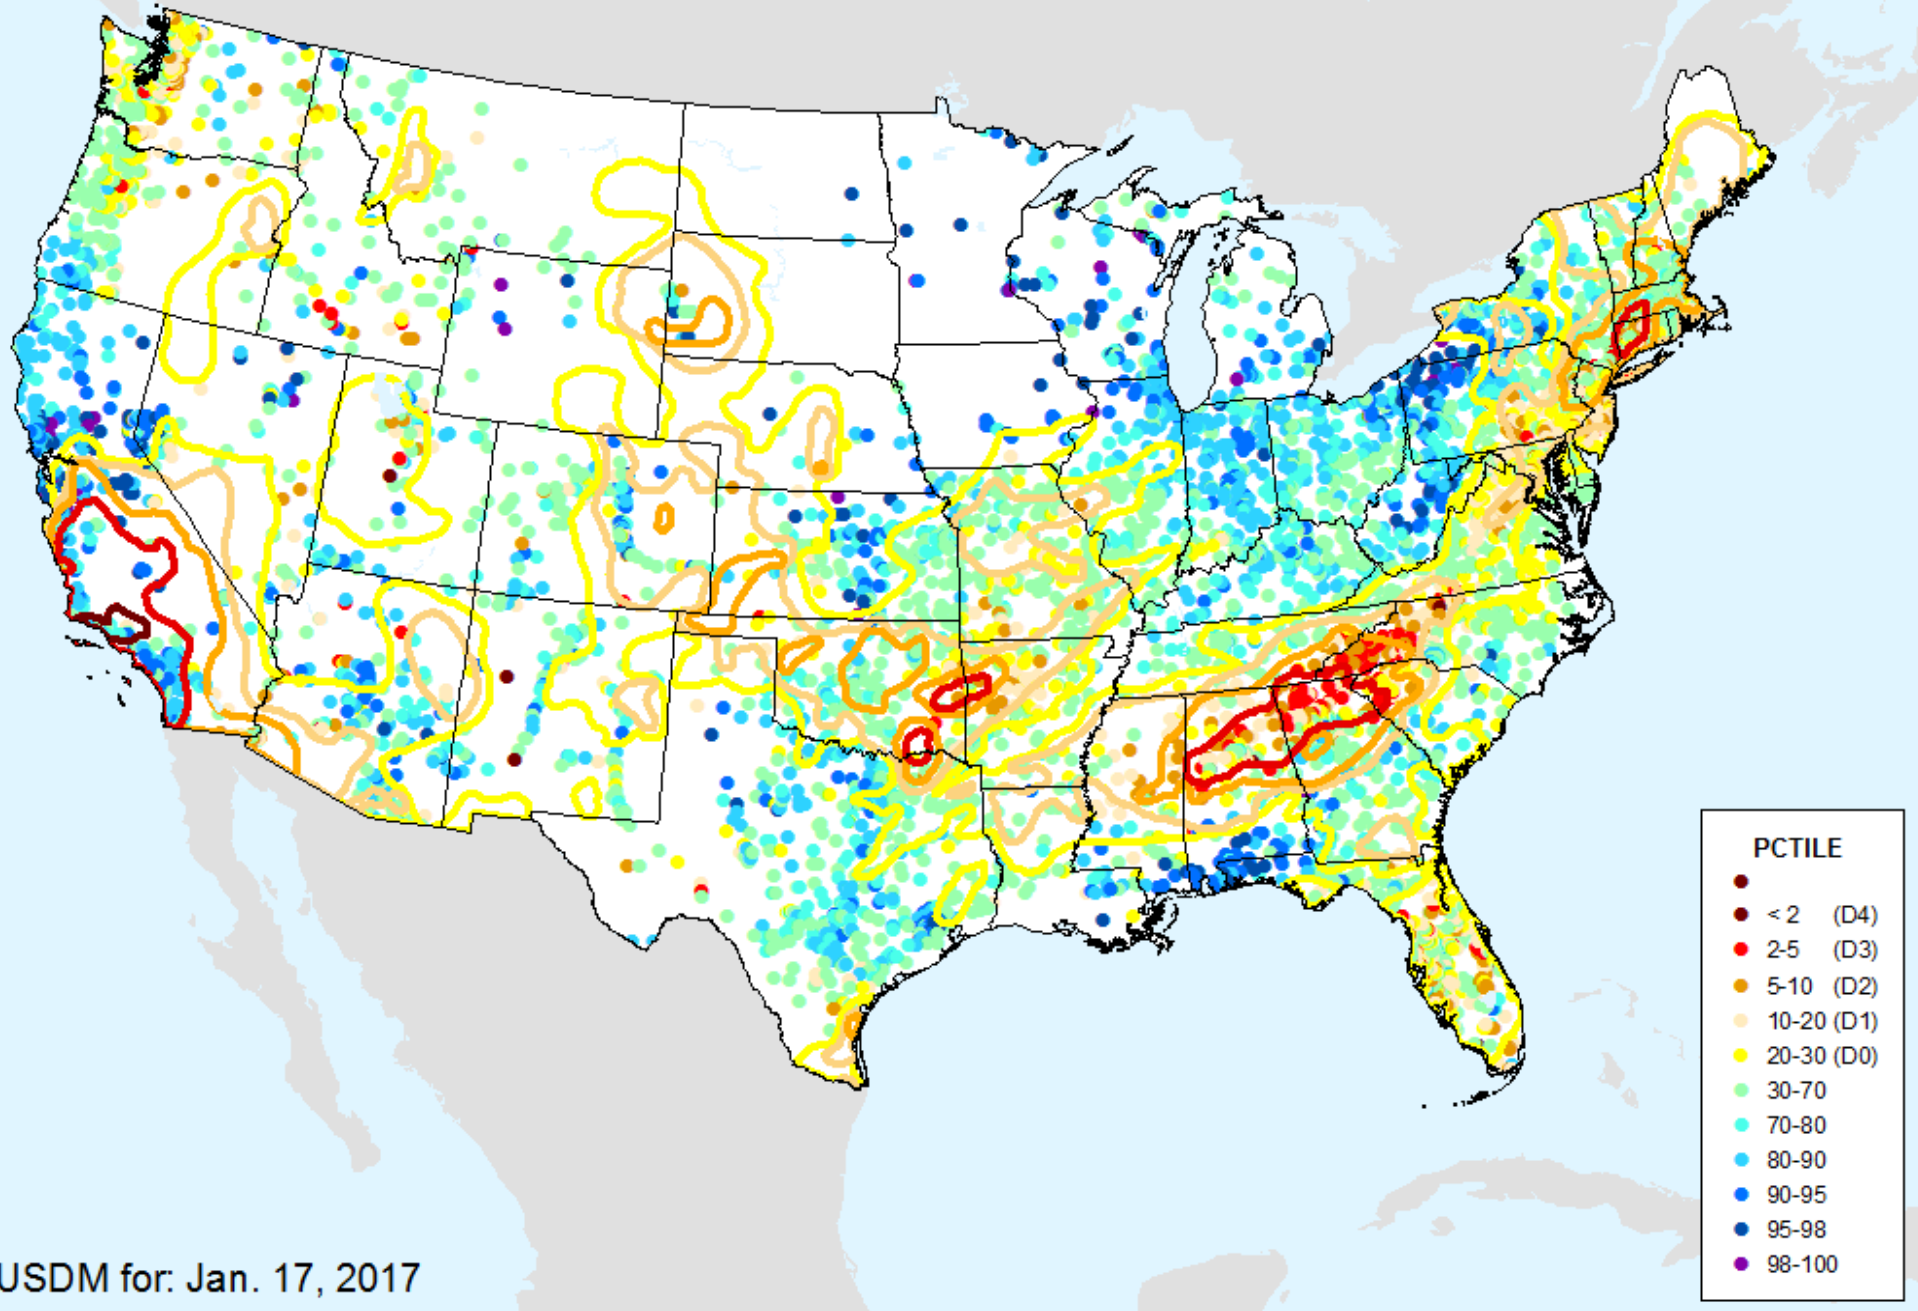 PCTILE
< 2 (D4)
2-5 (D3)
5-10 (D2)
10-20 (D1)
20-30 (D0)
30-70
70-80
80-90
90-95
95-98
98-100
USDM for: Jan. 17, 2017